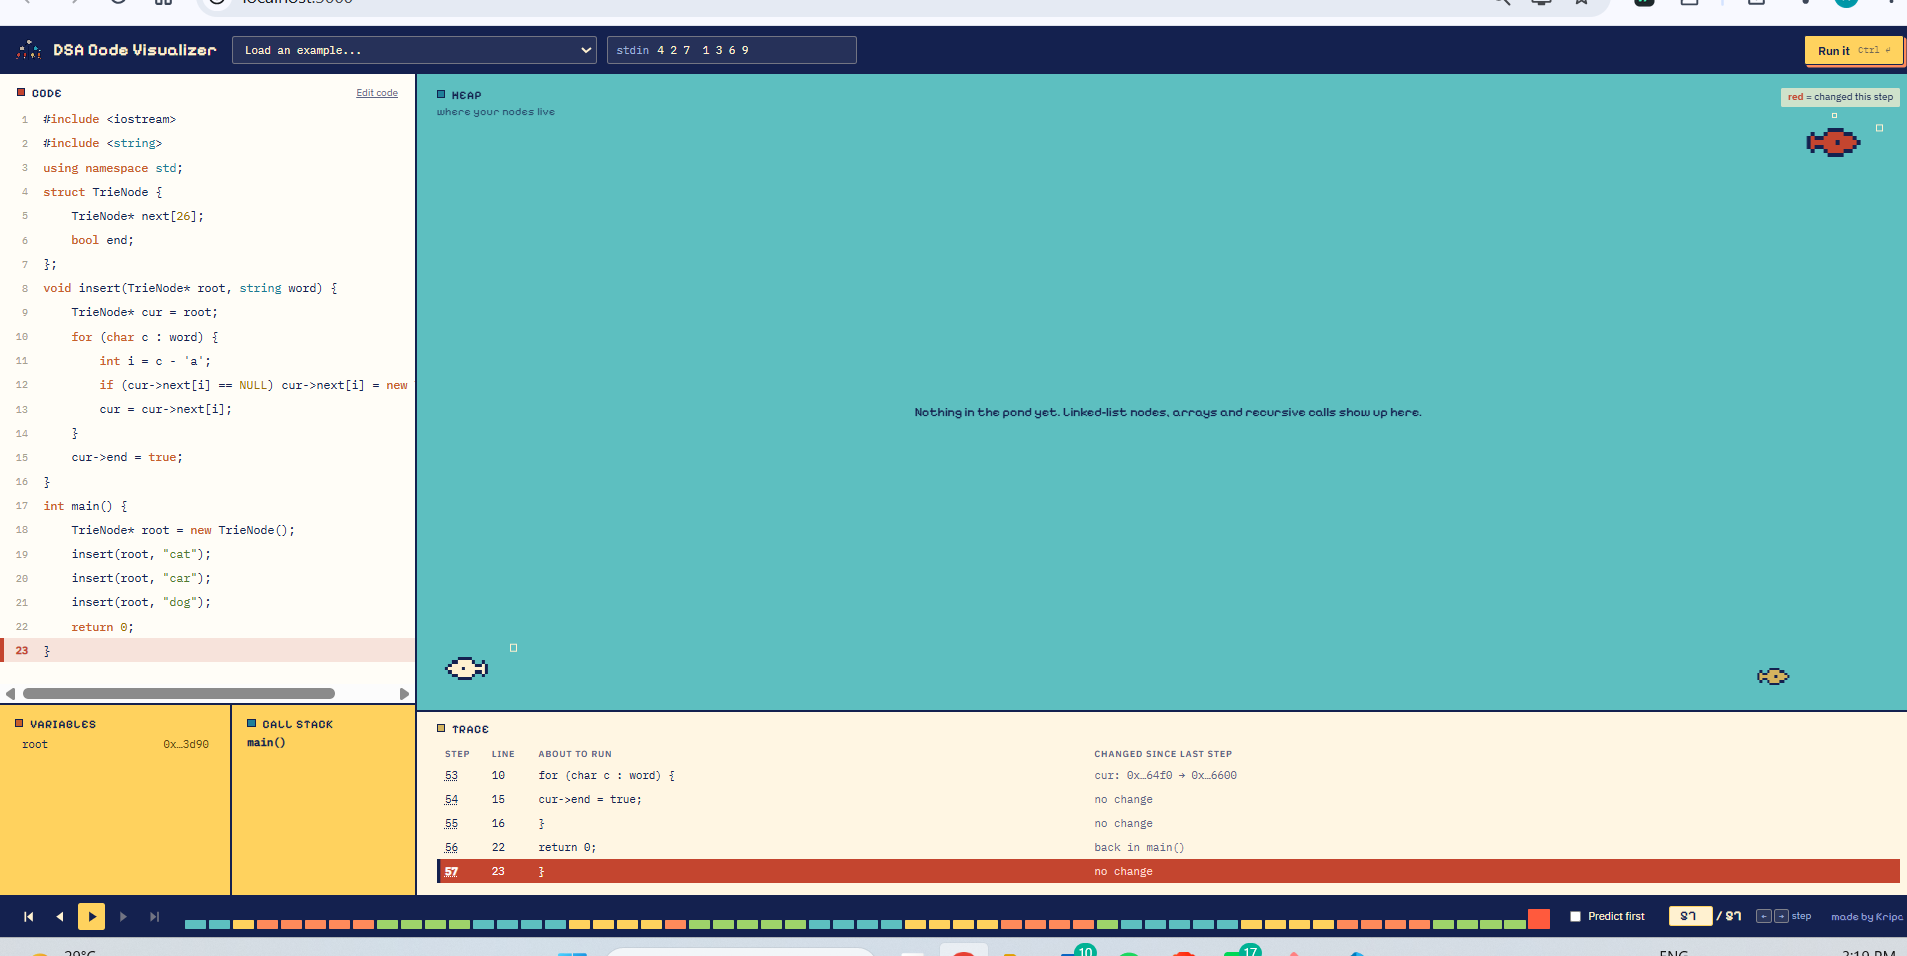 DSA Code Visualizer
Load an example...
stdin 4 2 7 1 3 6 9
Run it Ctrl ↵
CODE
Edit code
1 #include <iostream>
2 #include <string>
3 using namespace std;
4 struct TrieNode {
5 TrieNode* next[26];
6 bool end;
7 };
8 void insert(TrieNode* root, string word) {
9 TrieNode* cur = root;
10 for (char c : word) {
11 int i = c - 'a';
12 if (cur->next[i] == NULL) cur->next[i] = new
13 cur = cur->next[i];
14 }
15 cur->end = true;
16 }
17 int main() {
18 TrieNode* root = new TrieNode();
19 insert(root, "cat");
20 insert(root, "car");
21 insert(root, "dog");
22 return 0;
23 }
HEAP
where your nodes live
red = changed this step
Nothing in the pond yet. Linked-list nodes, arrays and recursive calls show up here.
VARIABLES
root 0x…3d90
CALL STACK
main()
TRACE
STEP LINE ABOUT TO RUN CHANGED SINCE LAST STEP
53 10 for (char c : word) { cur: 0x…64f0 → 0x…6600
54 15 cur->end = true; no change
55 16 } no change
56 22 return 0; back in main()
57 23 } no change
Predict first
57 / 57
← → step
made by Kripa
10
17
ENG